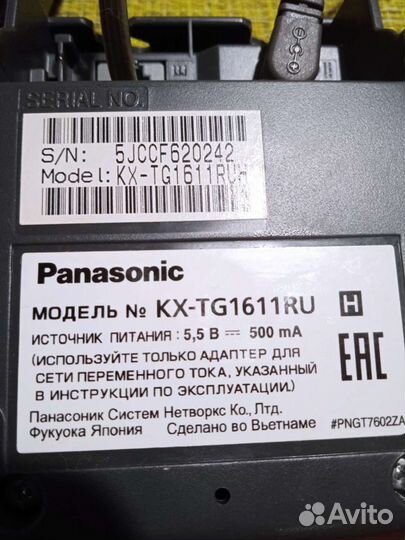 SERIAL NO.
S/N: 5JCCF620242
Model: KX-TG1611RUH
Panasonic
МОДЕЛЬ № KX-TG1611RU H
ИСТОЧНИК ПИТАНИЯ: 5,5 В ⎓ 500 mA
(ИСПОЛЬЗУЙТЕ ТОЛЬКО АДАПТЕР ДЛЯ
СЕТИ ПЕРЕМЕННОГО ТОКА, УКАЗАННЫЙ
В ИНСТРУКЦИИ ПО ЭКСПЛУАТАЦИИ.)
EAC
Панасоник Систем Нетворкс Ко., Лтд.
Фукуока Япония Сделано во Вьетнаме #PNGT7602ZA
Avito